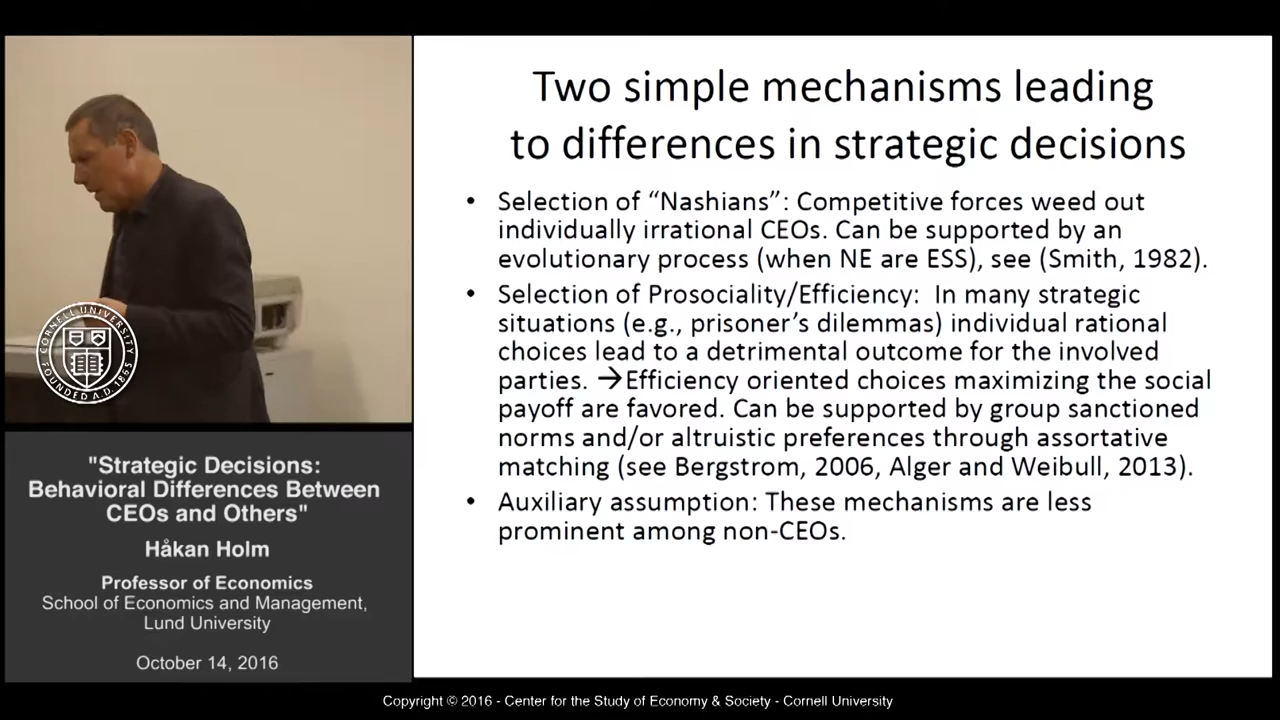 Two simple mechanisms leading
to differences in strategic decisions
• Selection of “Nashians”: Competitive forces weed out
individually irrational CEOs. Can be supported by an
evolutionary process (when NE are ESS), see (Smith, 1982).
• Selection of Prosociality/Efficiency: In many strategic
situations (e.g., prisoner’s dilemmas) individual rational
choices lead to a detrimental outcome for the involved
parties. →Efficiency oriented choices maximizing the social
payoff are favored. Can be supported by group sanctioned
norms and/or altruistic preferences through assortative
matching (see Bergstrom, 2006, Alger and Weibull, 2013).
• Auxiliary assumption: These mechanisms are less
prominent among non-CEOs.
CORNELL UNIVERSITY
FOUNDED A.D. 1865
"Strategic Decisions:
Behavioral Differences Between
CEOs and Others"
Håkan Holm
Professor of Economics
School of Economics and Management,
Lund University
October 14, 2016
Copyright © 2016 - Center for the Study of Economy & Society - Cornell University